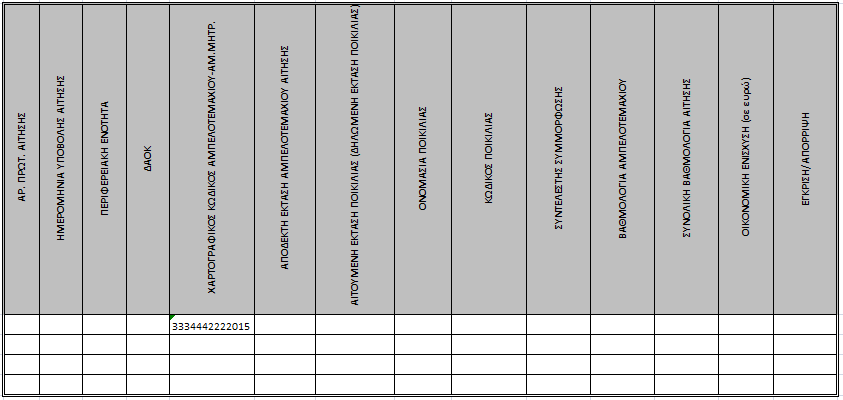 ΑΡ. ΠΡΩΤ. ΑΙΤΗΣΗΣ
ΗΜΕΡΟΜΗΝΙΑ ΥΠΟΒΟΛΗΣ ΑΙΤΗΣΗΣ
ΠΕΡΙΦΕΡΕΙΑΚΗ ΕΝΟΤΗΤΑ
ΔΑΟΚ
ΧΑΡΤΟΓΡΑΦΙΚΟΣ ΚΩΔΙΚΟΣ ΑΜΠΕΛΟΤΕΜΑΧΙΟΥ-ΑΜ.ΜΗΤΡ.
ΑΠΟΔΕΚΤΗ ΕΚΤΑΣΗ ΑΜΠΕΛΟΤΕΜΑΧΙΟΥ ΑΙΤΗΣΗΣ
ΑΙΤΟΥΜΕΝΗ ΕΚΤΑΣΗ ΠΟΙΚΙΛΙΑΣ (ΔΗΛΩΜΕΝΗ ΕΚΤΑΣΗ ΠΟΙΚΙΛΙΑΣ)
ΟΝΟΜΑΣΙΑ ΠΟΙΚΙΛΙΑΣ
ΚΩΔΙΚΟΣ ΠΟΙΚΙΛΙΑΣ
ΣΥΝΤΕΛΕΣΤΗΣ ΣΥΜΜΟΡΦΩΣΗΣ
ΒΑΘΜΟΛΟΓΙΑ ΑΜΠΕΛΟΤΕΜΑΧΙΟΥ
ΣΥΝΟΛΙΚΗ ΒΑΘΜΟΛΟΓΙΑ ΑΙΤΗΣΗΣ
ΟΙΚΟΝΟΜΙΚΗ ΕΝΙΣΧΥΣΗ (σε ευρώ)
ΕΓΚΡΙΣΗ/ΑΠΟΡΡΙΨΗ
3334442222015